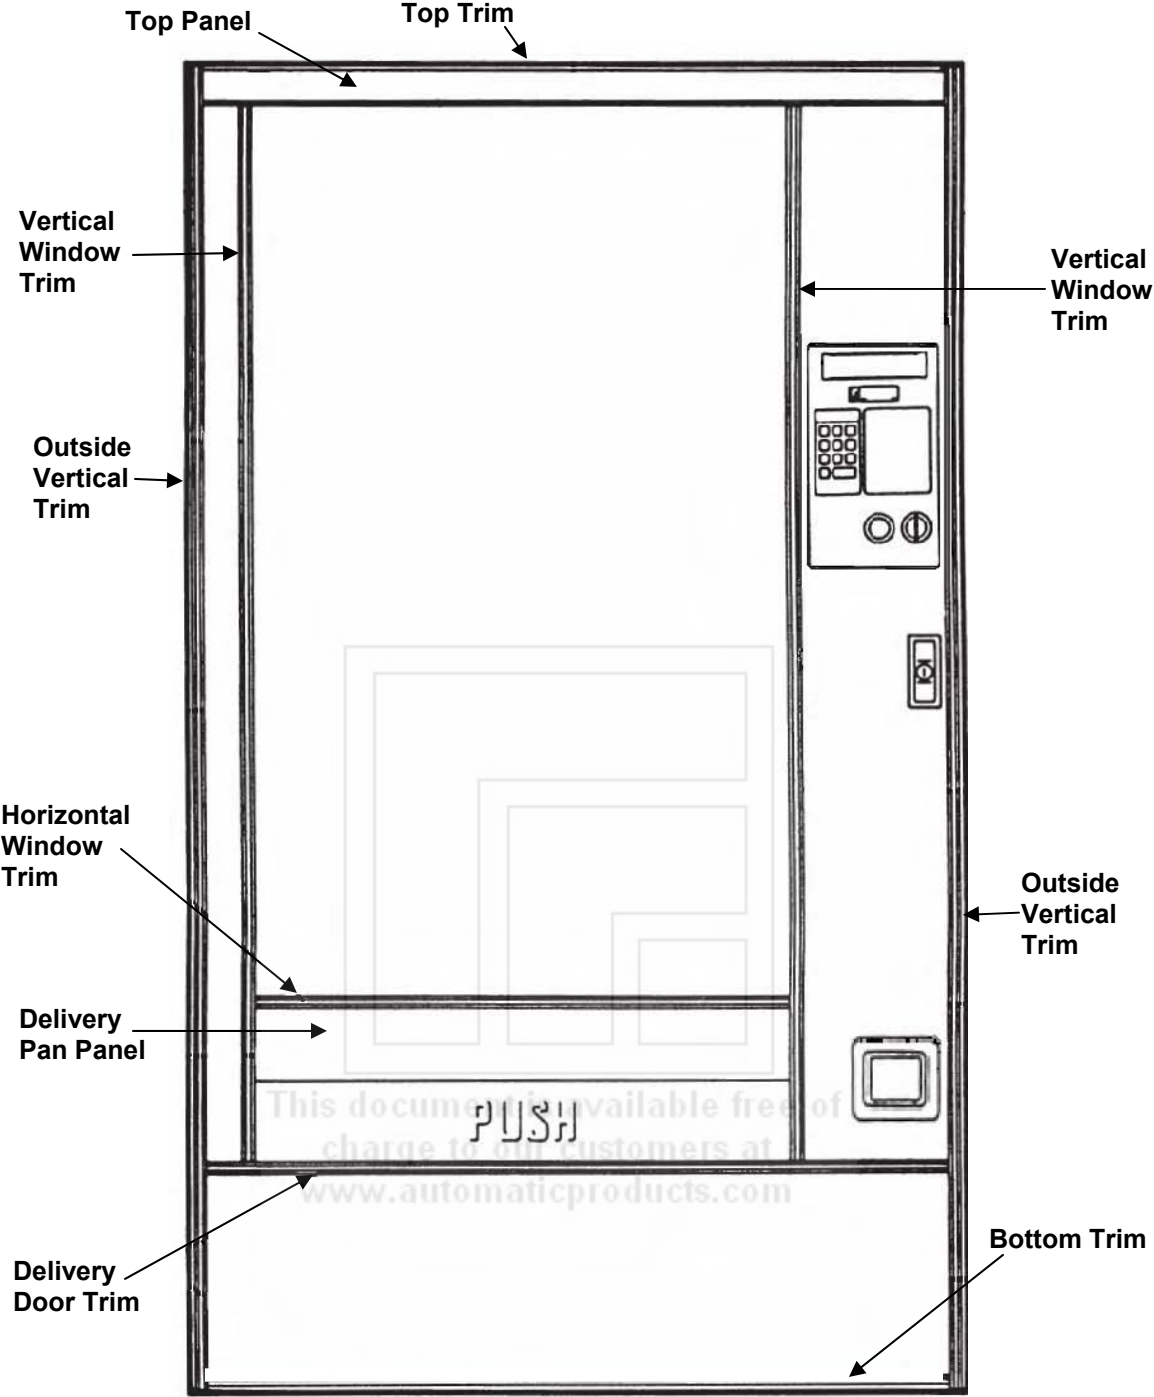 Top Panel
Top Trim
Vertical
Window
Trim
Vertical
Window
Trim
Outside
Vertical
Trim
Horizontal
Window
Trim
Outside
Vertical
Trim
Delivery
Pan Panel
This document is available free of
PUSH
charge to our customers at
www.automaticproducts.com
Bottom Trim
Delivery
Door Trim